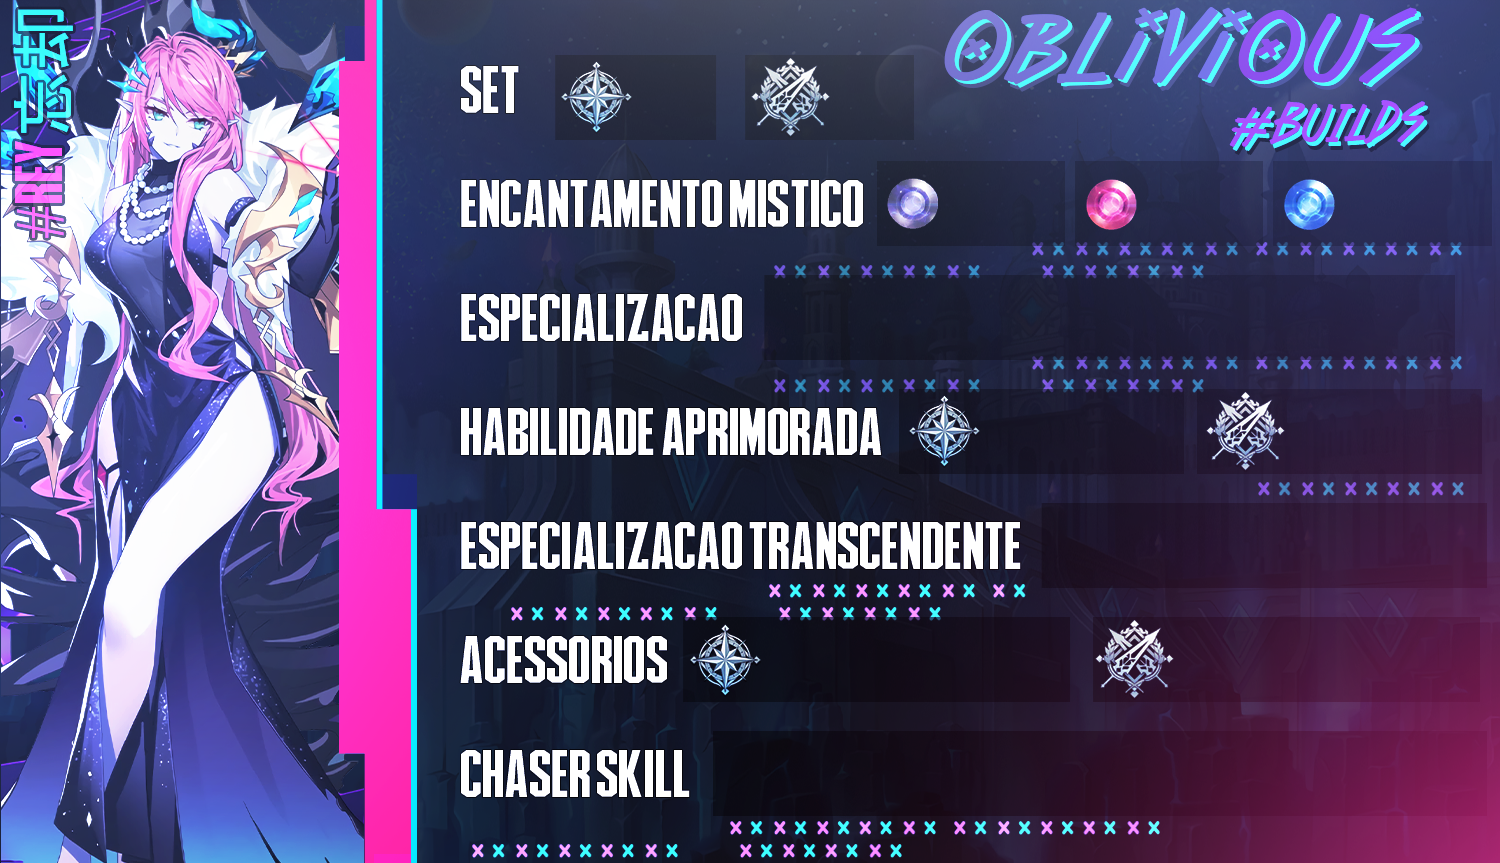 #REY 忘却
OBLIVIOUS
#BUILDS
SET
ENCANTAMENTO MISTICO
ESPECIALIZACAO
HABILIDADE APRIMORADA
ESPECIALIZACAO TRANSCENDENTE
ACESSORIOS
CHASER SKILL